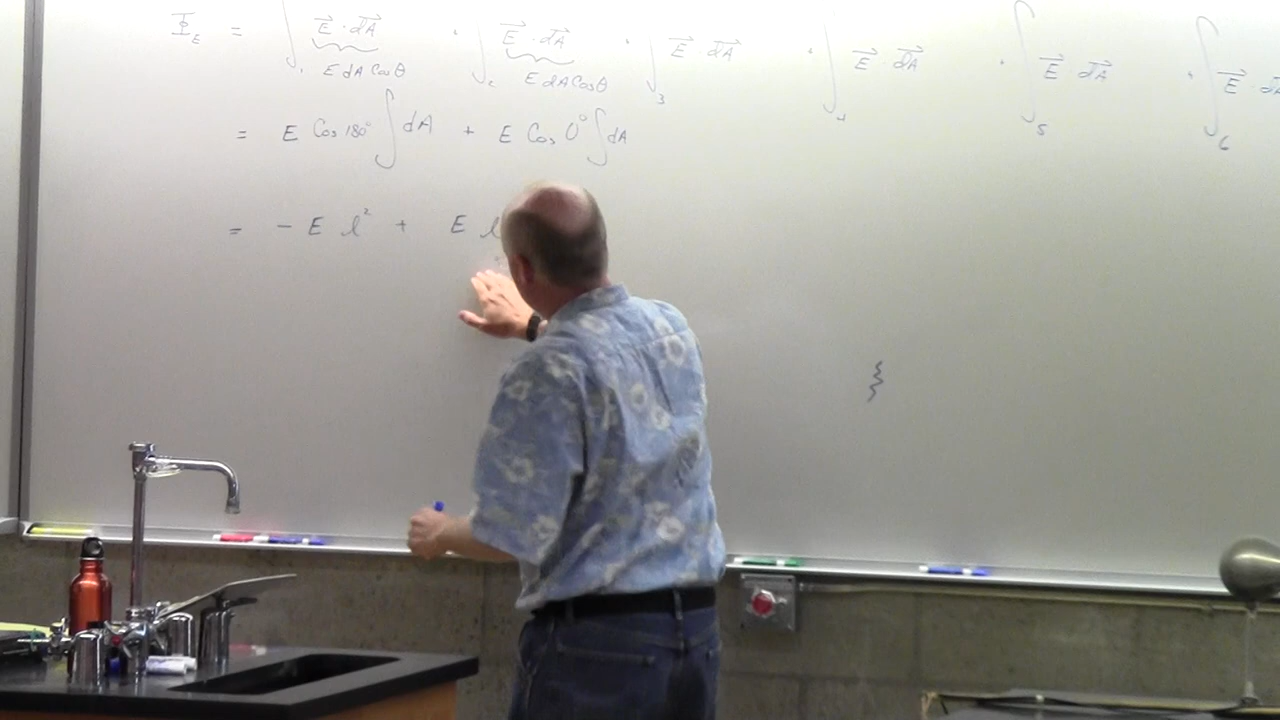 Φ_E = ∫₁ E⃗ · dA⃗ + ∫₂ E⃗ · dA⃗ + ∫₃ E⃗ · dA⃗ + ∫₄ E⃗ · dA⃗ + ∫₅ E⃗ · dA⃗ + ∫₆ E⃗ · dA⃗
E dA Cos θ E dA Cos θ
= E Cos 180° ∫ dA + E Cos 0° ∫ dA
= - E l² + E l